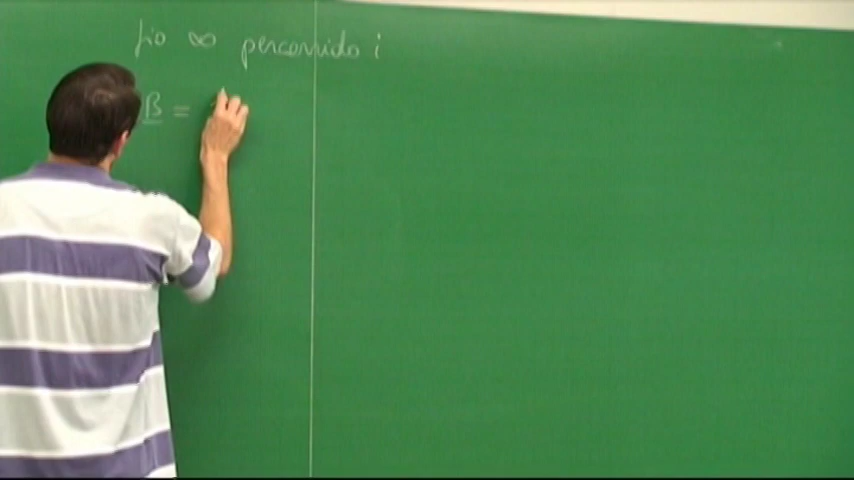 fio ∞ percorrido i
B =